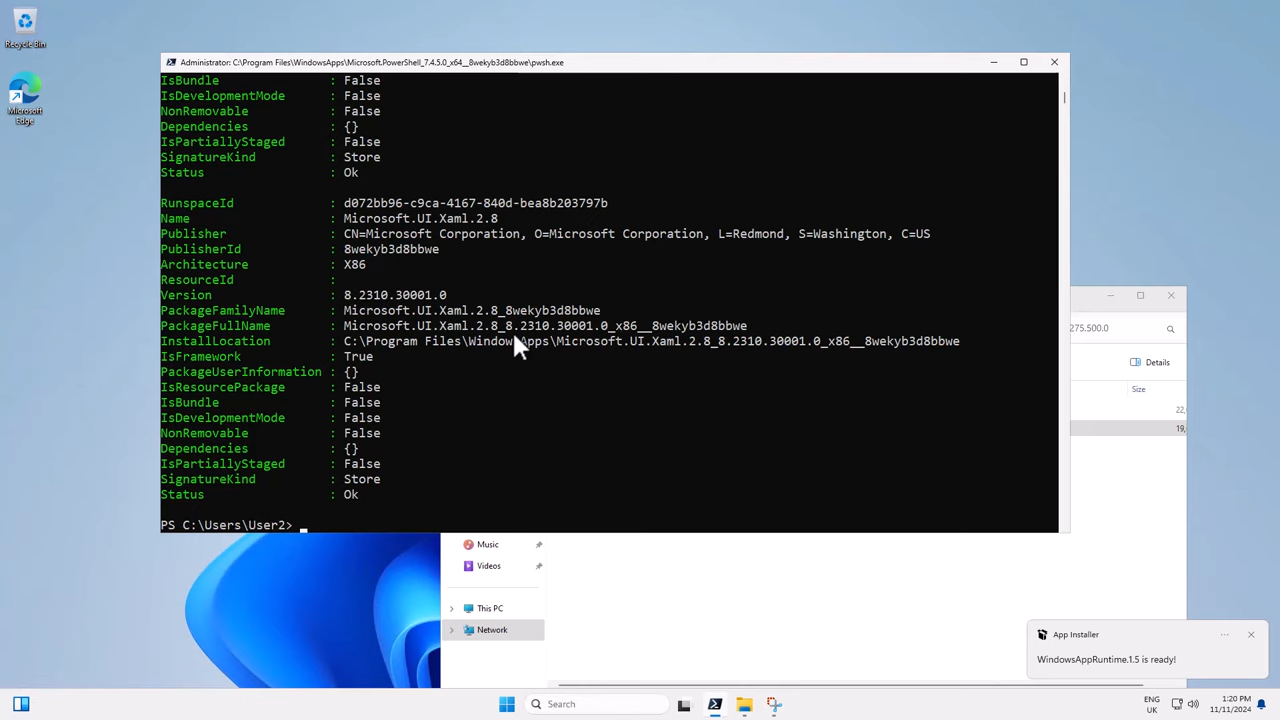 Recycle Bin
Microsoft
Edge
Administrator: C:\Program Files\WindowsApps\Microsoft.PowerShell_7.4.5.0_x64__8wekyb3d8bbwe\pwsh.exe
IsBundle : False
IsDevelopmentMode : False
NonRemovable : False
Dependencies : {}
IsPartiallyStaged : False
SignatureKind : Store
Status : Ok
RunspaceId : d072bb96-c9ca-4167-840d-bea8b203797b
Name : Microsoft.UI.Xaml.2.8
Publisher : CN=Microsoft Corporation, O=Microsoft Corporation, L=Redmond, S=Washington, C=US
PublisherId : 8wekyb3d8bbwe
Architecture : X86
ResourceId :
Version : 8.2310.30001.0
PackageFamilyName : Microsoft.UI.Xaml.2.8_8wekyb3d8bbwe
PackageFullName : Microsoft.UI.Xaml.2.8_8.2310.30001.0_x86__8wekyb3d8bbwe
InstallLocation : C:\Program Files\WindowsApps\Microsoft.UI.Xaml.2.8_8.2310.30001.0_x86__8wekyb3d8bbwe
IsFramework : True
PackageUserInformation : {}
IsResourcePackage : False
IsBundle : False
IsDevelopmentMode : False
NonRemovable : False
Dependencies : {}
IsPartiallyStaged : False
SignatureKind : Store
Status : Ok
PS C:\Users\User2>
275.500.0
Details
Size
22,
19,
Music
Videos
This PC
Network
App Installer
WindowsAppRuntime.1.5 is ready!
Search
ENG
UK
1:20 PM
11/11/2024